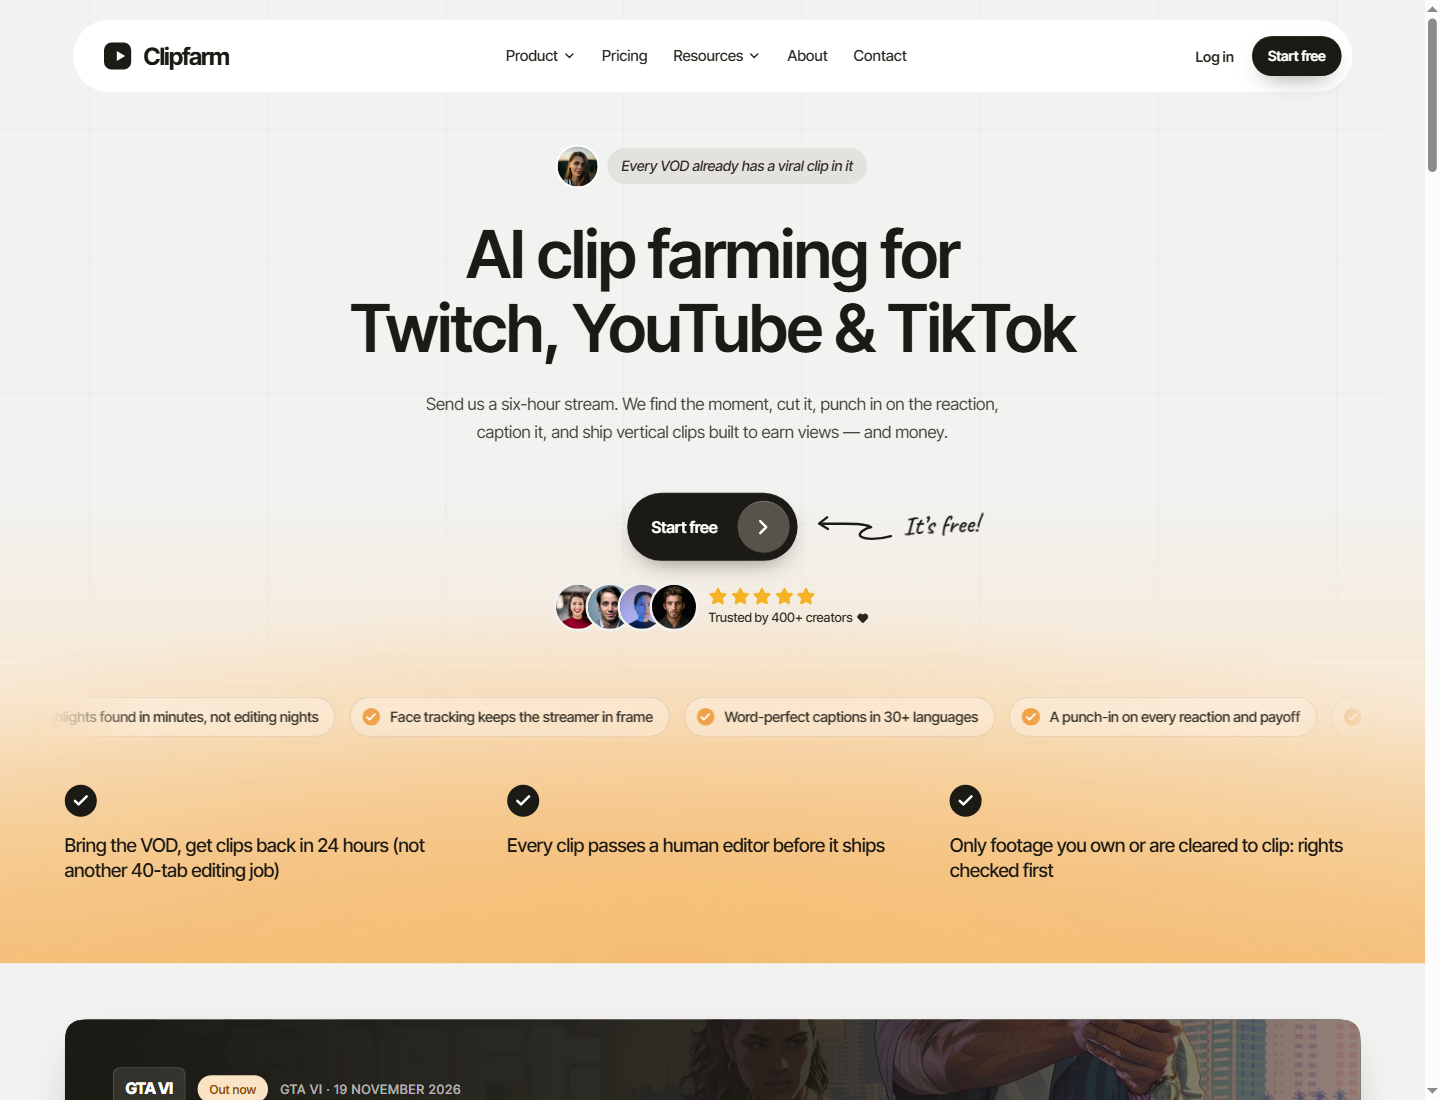 Clipfarm
Product
Pricing
Resources
About
Contact
Log in
Start free
Every VOD already has a viral clip in it
AI clip farming for
Twitch, YouTube & TikTok
Send us a six-hour stream. We find the moment, cut it, punch in on the reaction,
caption it, and ship vertical clips built to earn views — and money.
Start free
It's free!
Trusted by 400+ creators
found in minutes, not editing nights
Face tracking keeps the streamer in frame
Word-perfect captions in 30+ languages
A punch-in on every reaction and payoff
Bring the VOD, get clips back in 24 hours (not
another 40-tab editing job)
Every clip passes a human editor before it ships
Only footage you own or are cleared to clip: rights
checked first
GTA VI
Out now
GTA VI · 19 NOVEMBER 2026